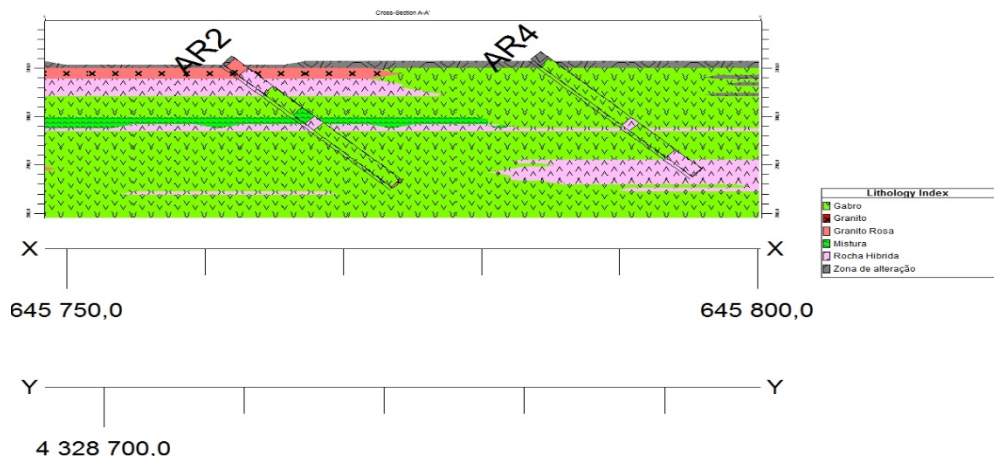 Cross-Section A-A'
AR2
AR4
Lithology Index
Gabro
Granito
Granito Rosa
Mistura
Rocha Hibrida
Zona de alteração
X
X
645 750,0
645 800,0
Y
Y
4 328 700,0